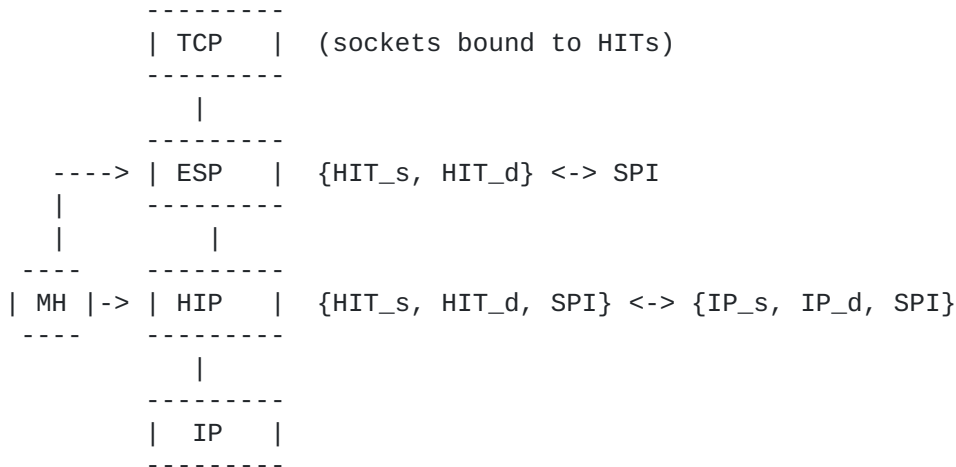 ---------
| TCP | (sockets bound to HITs)
---------
|
---------
----> | ESP | {HIT_s, HIT_d} <-> SPI
| ---------
| |
---- ---------
| MH |-> | HIP | {HIT_s, HIT_d, SPI} <-> {IP_s, IP_d, SPI}
---- ---------
|
---------
| IP |
---------